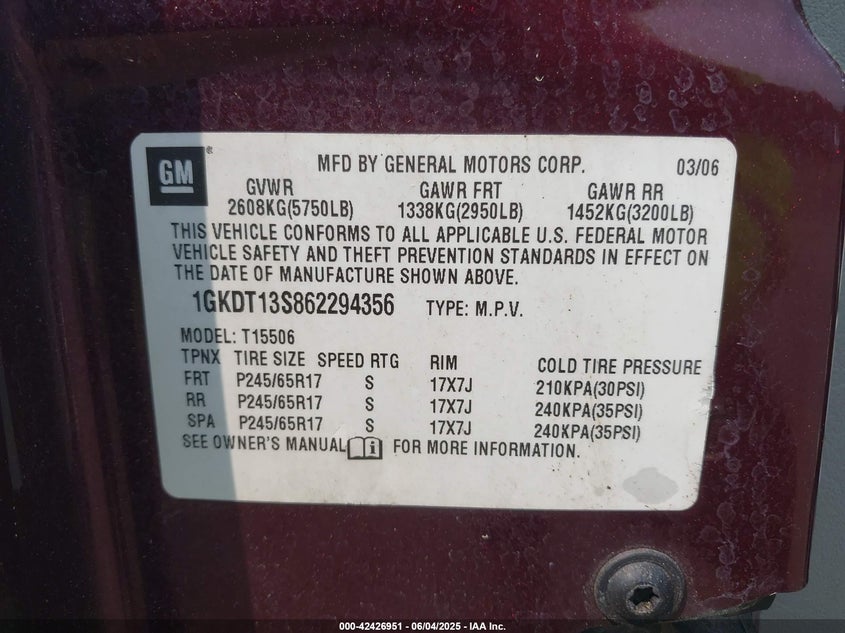 GM
MFD BY GENERAL MOTORS CORP. 03/06
GVWR GAWR FRT GAWR RR
2608KG(5750LB) 1338KG(2950LB) 1452KG(3200LB)
THIS VEHICLE CONFORMS TO ALL APPLICABLE U.S. FEDERAL MOTOR
VEHICLE SAFETY AND THEFT PREVENTION STANDARDS IN EFFECT ON
THE DATE OF MANUFACTURE SHOWN ABOVE.
1GKDT13S862294356 TYPE: M.P.V.
MODEL: T15506
TPNX TIRE SIZE SPEED RTG RIM COLD TIRE PRESSURE
FRT P245/65R17 S 17X7J 210KPA(30PSI)
RR P245/65R17 S 17X7J 240KPA(35PSI)
SPA P245/65R17 S 17X7J 240KPA(35PSI)
SEE OWNER'S MANUAL i FOR MORE INFORMATION.
000-42426951 - 06/04/2025 - IAA Inc.